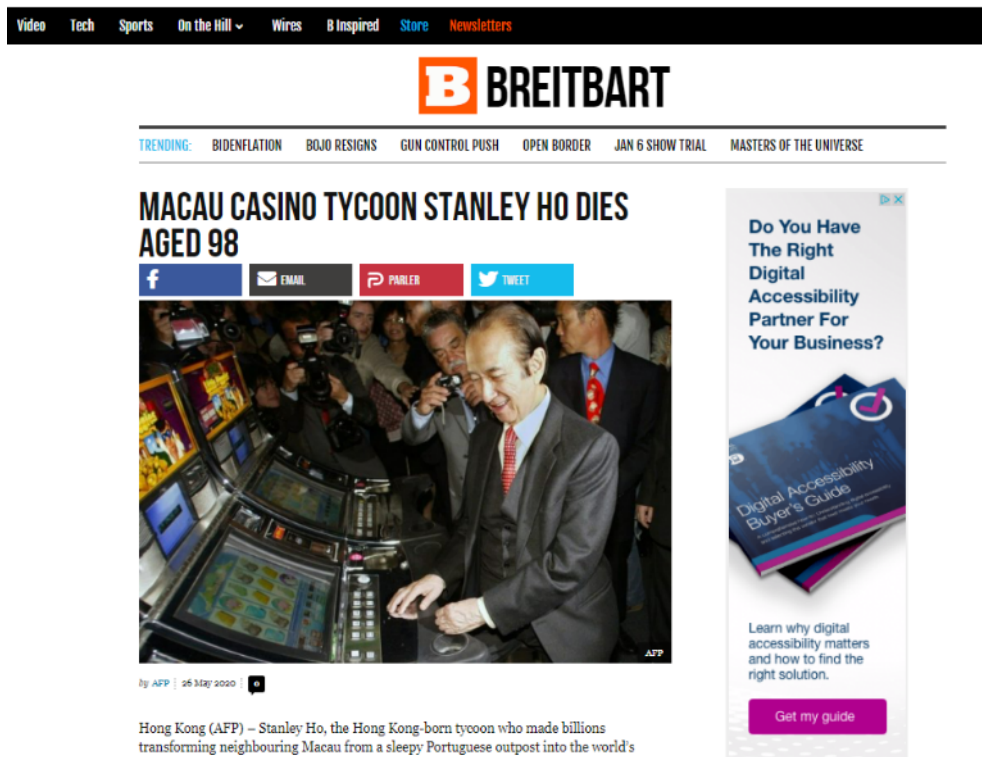 Video Tech Sports On the Hill Wires B Inspired Store Newsletters
B BREITBART
TRENDING: BIDENFLATION BOJO RESIGNS GUN CONTROL PUSH OPEN BORDER JAN 6 SHOW TRIAL MASTERS OF THE UNIVERSE
MACAU CASINO TYCOON STANLEY HO DIES
AGED 98
f EMAIL PARLER TWEET
AFP
by AFP 26 May 2020 0
Hong Kong (AFP) – Stanley Ho, the Hong Kong-born tycoon who made billions
transforming neighbouring Macau from a sleepy Portuguese outpost into the world's
Do You Have
The Right
Digital
Accessibility
Partner For
Your Business?
Digital Accessibility
Buyer's Guide
Learn why digital
accessibility matters
and how to find the
right solution.
Get my guide